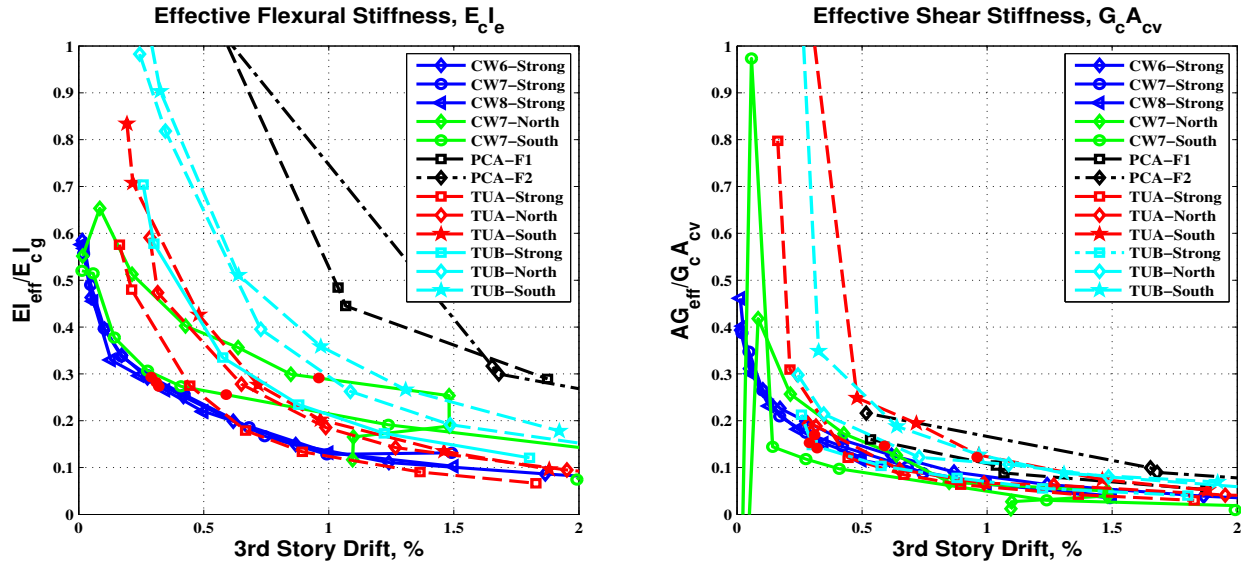 Effective Flexural Stiffness, E_cI_e
1
0.9
0.8
0.7
0.6
0.5
0.4
0.3
0.2
0.1
0
EI_eff/E_cI_g
0 0.5 1 1.5 2
3rd Story Drift, %
CW6−Strong
CW7−Strong
CW8−Strong
CW7−North
CW7−South
PCA−F1
PCA−F2
TUA−Strong
TUA−North
TUA−South
TUB−Strong
TUB−North
TUB−South
Effective Shear Stiffness, G_cA_cv
1
0.9
0.8
0.7
0.6
0.5
0.4
0.3
0.2
0.1
0
AG_eff/G_cA_cv
0 0.5 1 1.5 2
3rd Story Drift, %
CW6−Strong
CW7−Strong
CW8−Strong
CW7−North
CW7−South
PCA−F1
PCA−F2
TUA−Strong
TUA−North
TUA−South
TUB−Strong
TUB−North
TUB−South